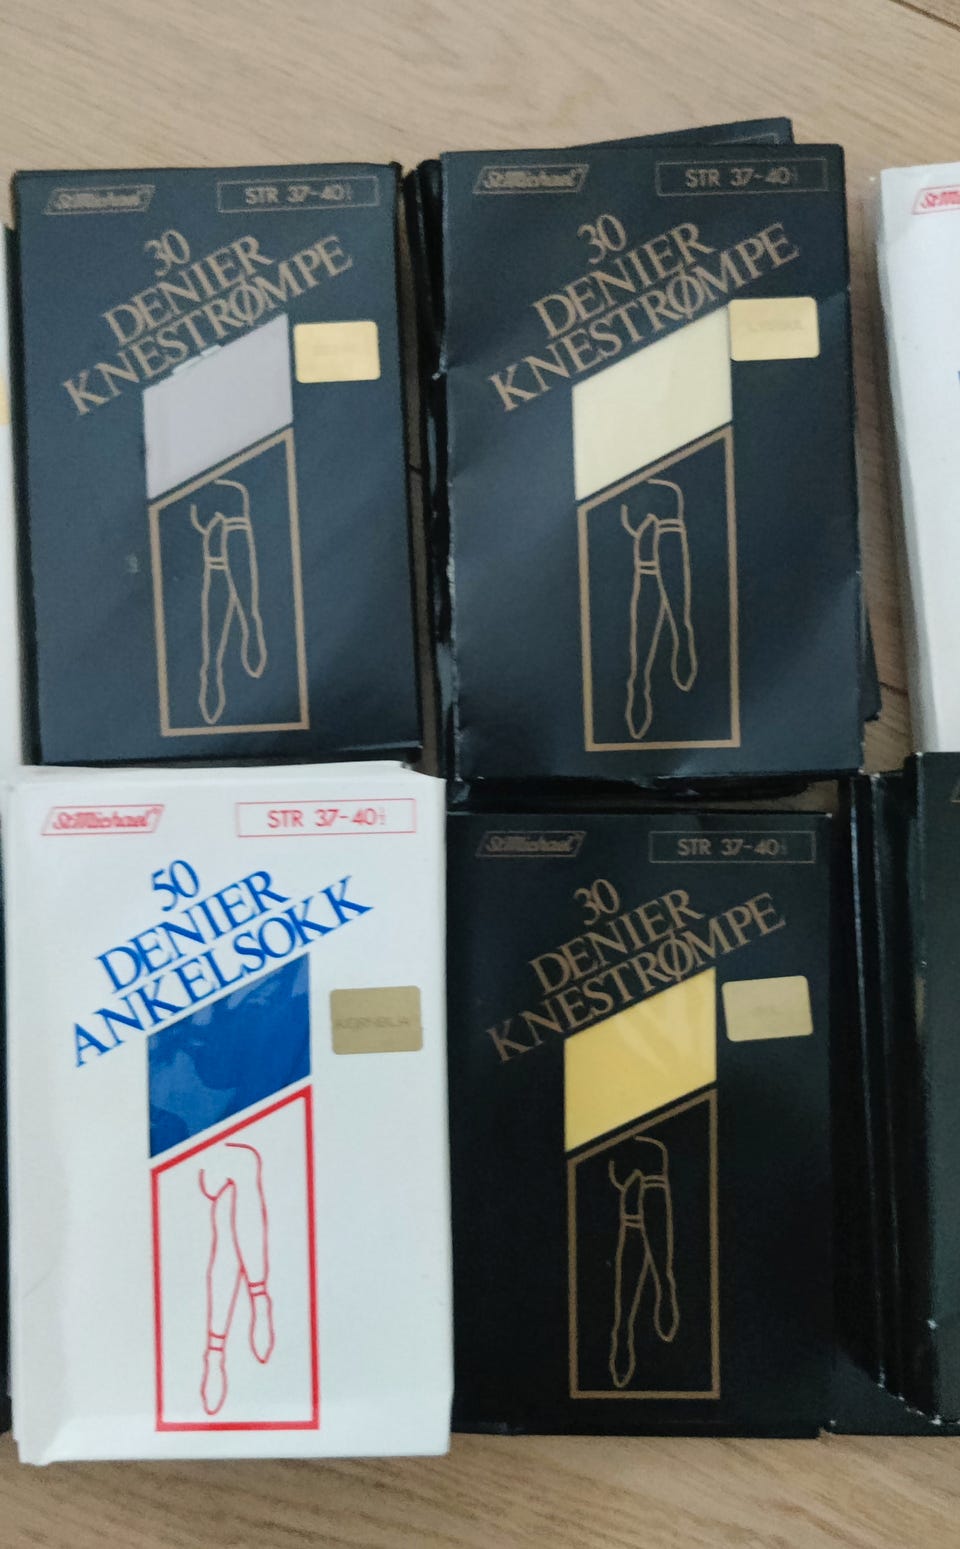 St Michael
STR 37-40½
30
DENIER
KNESTRØMPE
St Michael
STR 37-40½
30
DENIER
KNESTRØMPE
St Michael
STR 37-40½
50
DENIER
ANKELSOKK
KORNBLÅ
St Michael
STR 37-40½
30
DENIER
KNESTRØMPE